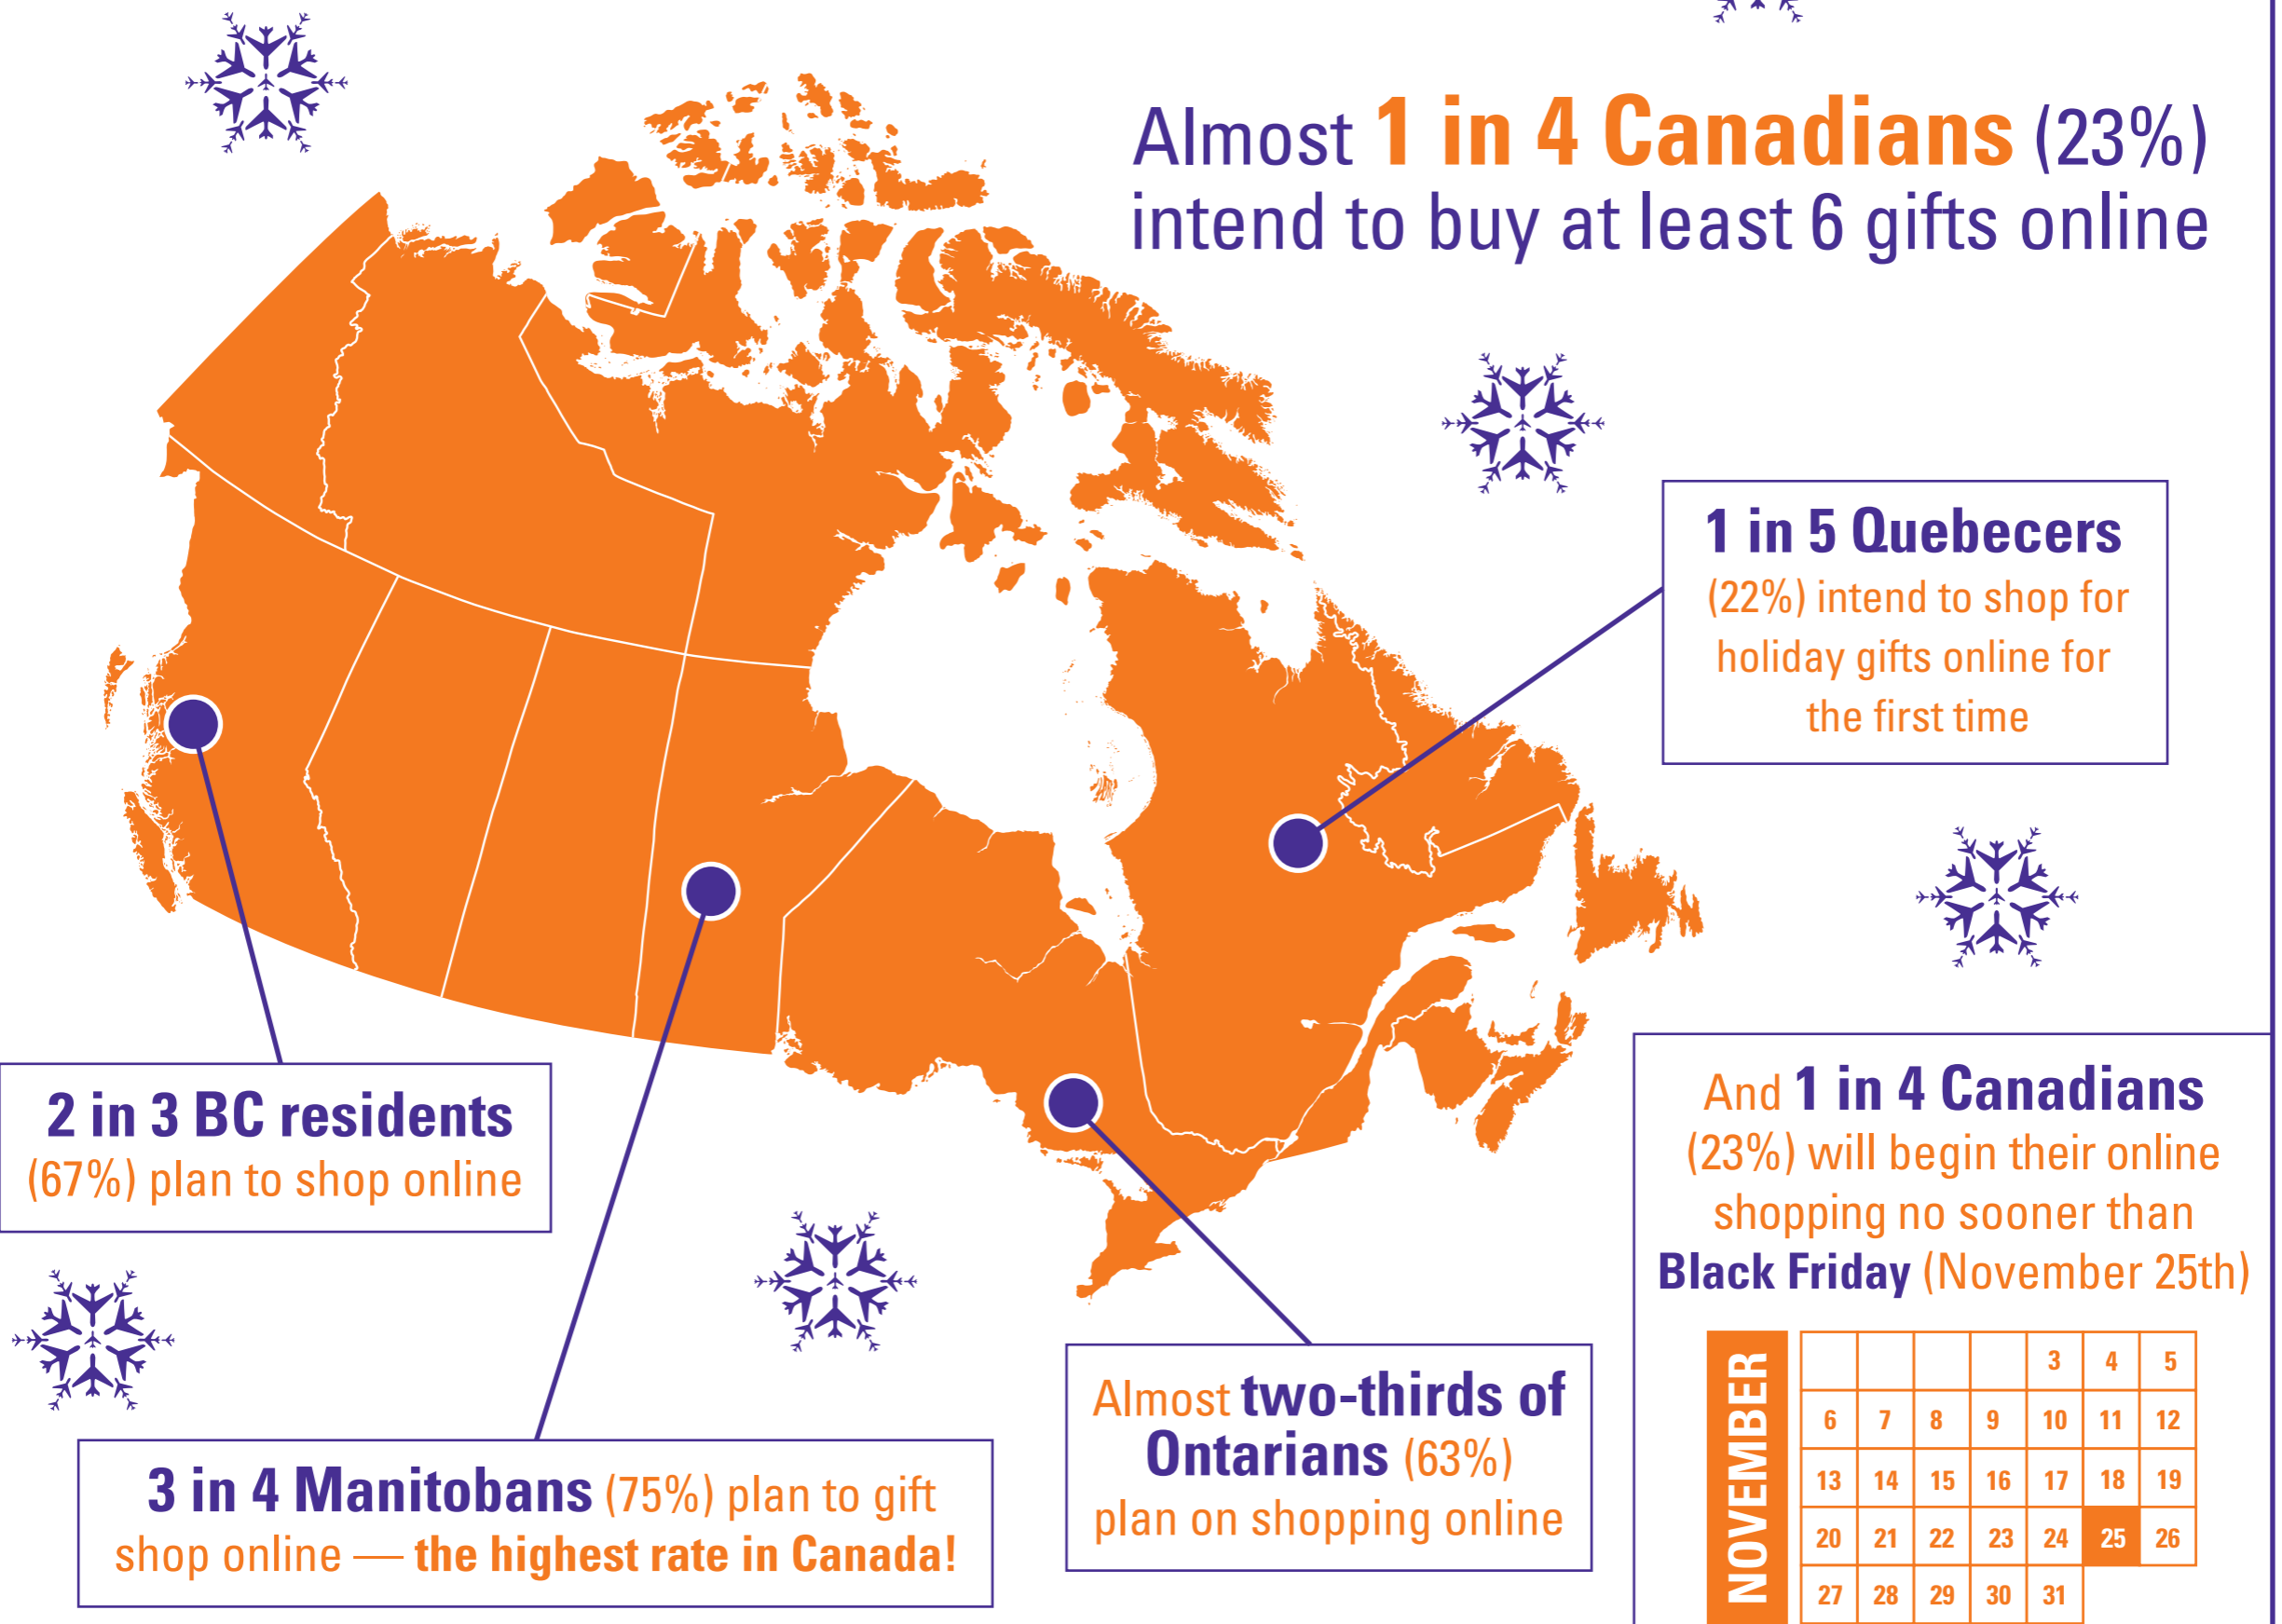 Almost 1 in 4 Canadians (23%)
intend to buy at least 6 gifts online
1 in 5 Quebecers
(22%) intend to shop for
holiday gifts online for
the first time
2 in 3 BC residents
(67%) plan to shop online
3 in 4 Manitobans (75%) plan to gift
shop online — the highest rate in Canada!
Almost two-thirds of
Ontarians (63%)
plan on shopping online
And 1 in 4 Canadians
(23%) will begin their online
shopping no sooner than
Black Friday (November 25th)
NOVEMBER
3 4 5
6 7 8 9 10 11 12
13 14 15 16 17 18 19
20 21 22 23 24 25 26
27 28 29 30 31